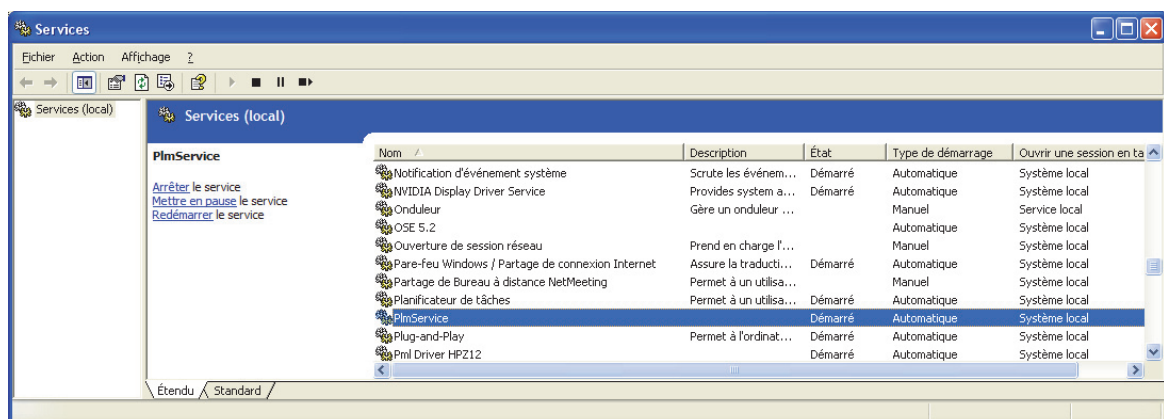 Services
Fichier Action Affichage ?
Services (local)
Services (local)
PlmService
Arrêter le service
Mettre en pause le service
Redémarrer le service
Nom Description État Type de démarrage Ouvrir une session en ta
Notification d'événement système Scrute les événem... Démarré Automatique Système local
NVIDIA Display Driver Service Provides system a... Démarré Automatique Système local
Onduleur Gère un onduleur ... Manuel Service local
OSE 5.2 Automatique Système local
Ouverture de session réseau Prend en charge l'... Manuel Système local
Pare-feu Windows / Partage de connexion Internet Assure la traducti... Démarré Automatique Système local
Partage de Bureau à distance NetMeeting Permet à un utilisa... Manuel Système local
Planificateur de tâches Permet à un utilisa... Démarré Automatique Système local
PlmService Démarré Automatique Système local
Plug-and-Play Permet à l'ordinat... Démarré Automatique Système local
Pml Driver HPZ12 Démarré Automatique Système local
Étendu Standard